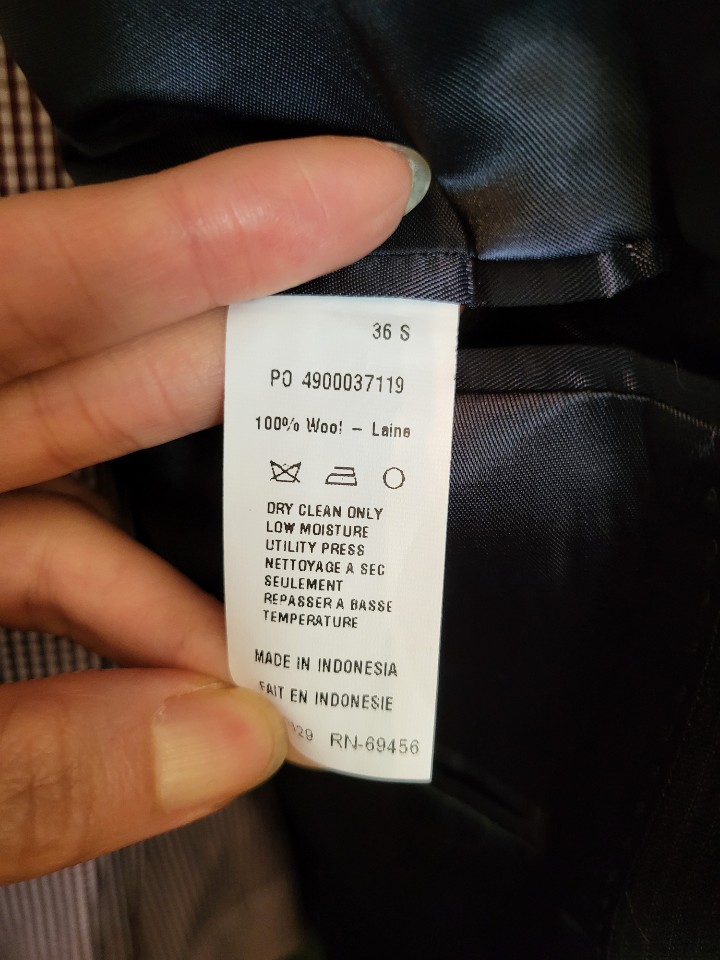 36 S
PO 4900037119
100% Wool – Laine
DRY CLEAN ONLY
LOW MOISTURE
UTILITY PRESS
NETTOYAGE A SEC
SEULEMENT
REPASSER A BASSE
TEMPERATURE
MADE IN INDONESIA
FAIT EN INDONESIE
RN-69456